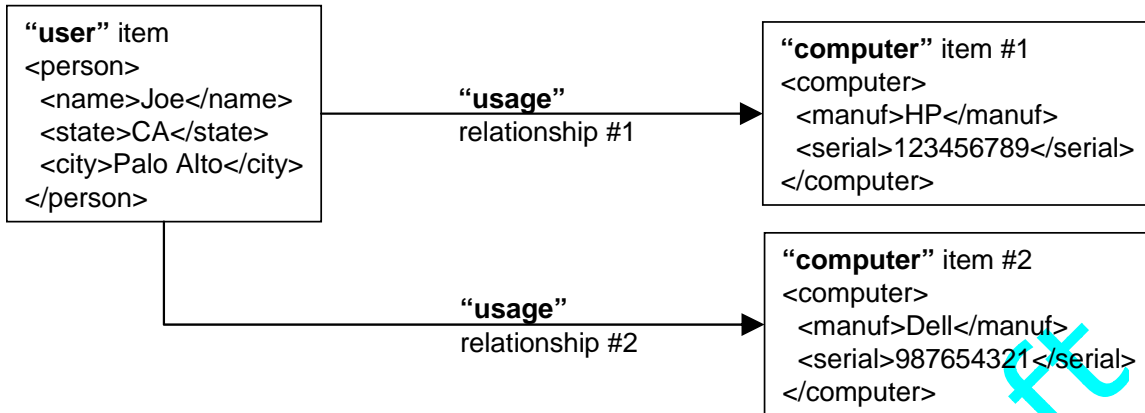 “user” item
<person>
<name>Joe</name>
<state>CA</state>
<city>Palo Alto</city>
</person>
“usage”
relationship #1
“computer” item #1
<computer>
<manuf>HP</manuf>
<serial>123456789</serial>
</computer>
“usage”
relationship #2
“computer” item #2
<computer>
<manuf>Dell</manuf>
<serial>987654321</serial>
</computer>
ft